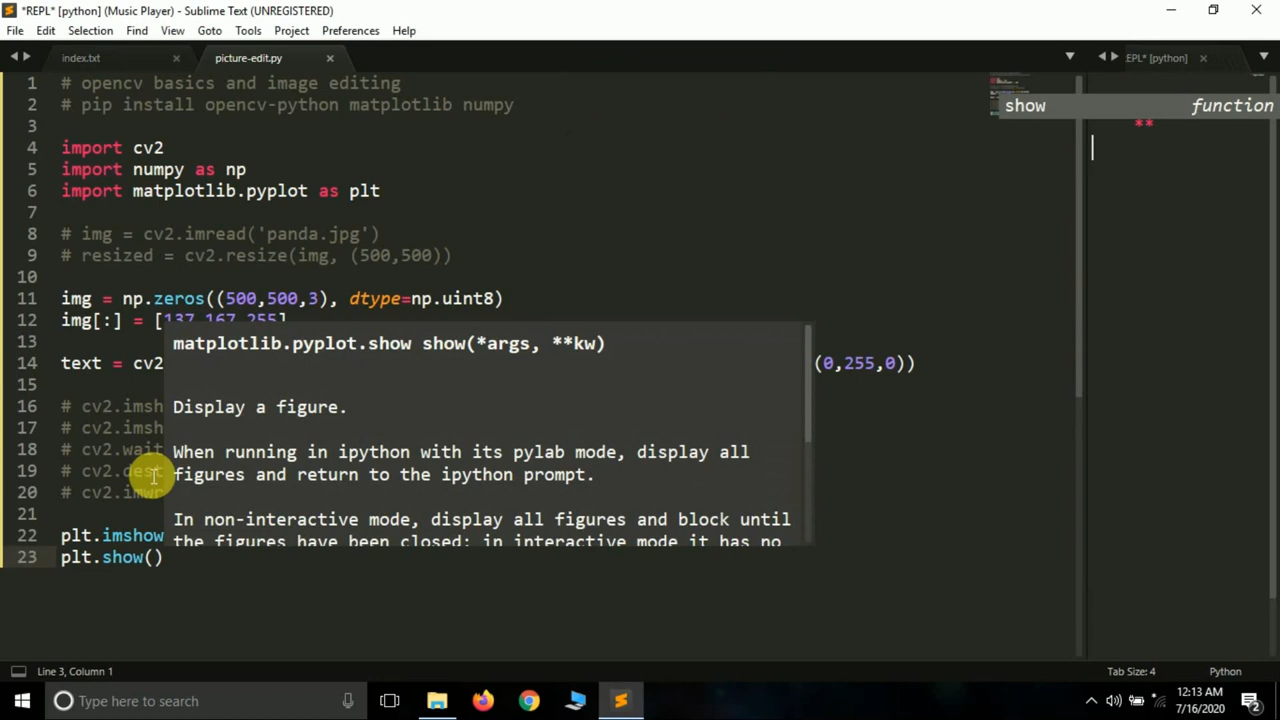 *REPL* [python] (Music Player) - Sublime Text (UNREGISTERED)
File Edit Selection Find View Goto Tools Project Preferences Help
index.txt picture-edit.py EPL* [python]
1 # opencv basics and image editing
2 # pip install opencv-python matplotlib numpy
3
4 import cv2
5 import numpy as np
6 import matplotlib.pyplot as plt
7
8 # img = cv2.imread('panda.jpg')
9 # resized = cv2.resize(img, (500,500))
10
11 img = np.zeros((500,500,3), dtype=np.uint8)
12 img[:] = [137,167,255]
13
14 text = cv2 (0,255,0))
15
16 # cv2.imsh
17 # cv2.imsh
18 # cv2.wait
19 # cv2.dest
20 # cv2.imwr
21
22 plt.imshow
23 plt.show()
matplotlib.pyplot.show show(*args, **kw)
Display a figure.
When running in ipython with its pylab mode, display all
figures and return to the ipython prompt.
In non-interactive mode, display all figures and block until
the figures have been closed; in interactive mode it has no
show function
**
Line 3, Column 1 Tab Size: 4 Python
Type here to search
12:13 AM
7/16/2020
2